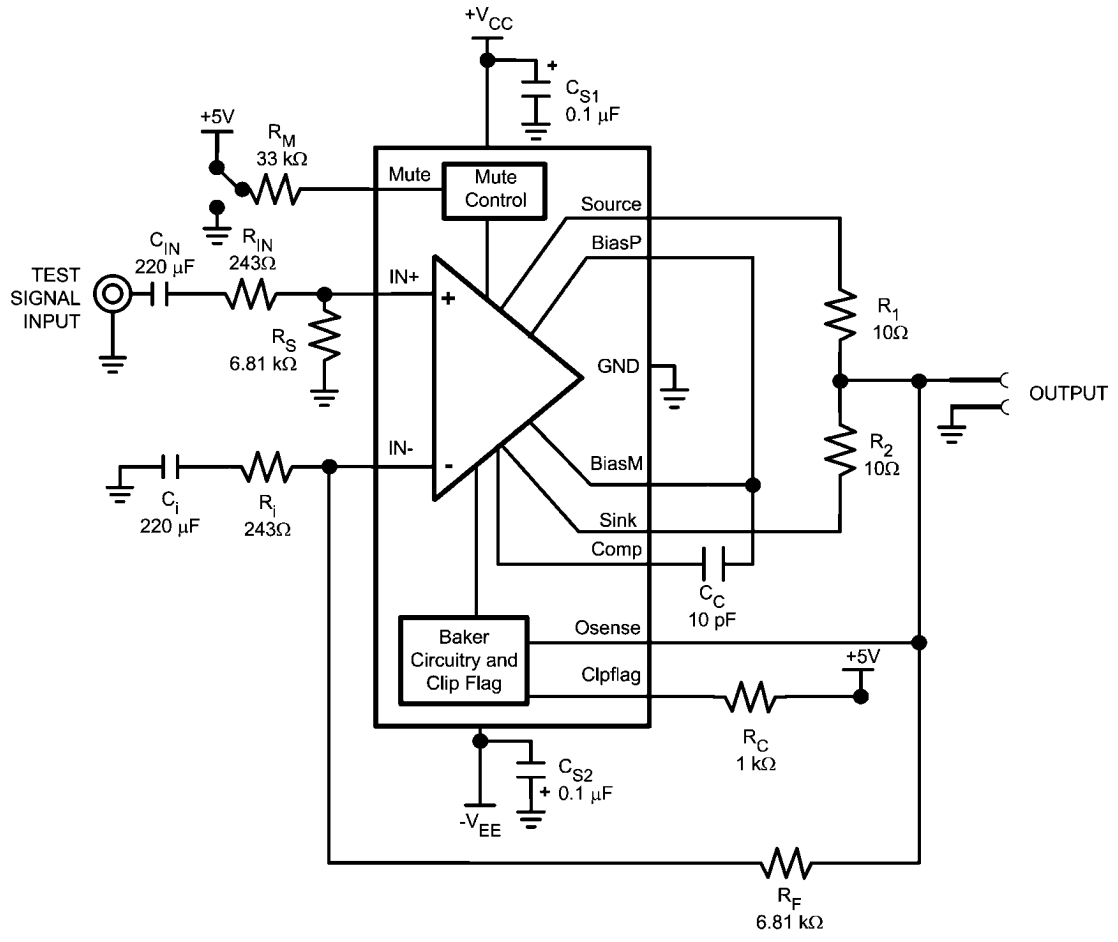 +VCC
+
CS1
0.1 μF
+5V
RM
33 kΩ
Mute
Mute
Control
Source
BiasP
CIN
220 μF
RIN
243Ω
TEST
SIGNAL
INPUT
IN+
+
RS
6.81 kΩ
R1
10Ω
GND
OUTPUT
IN-
-
R2
10Ω
BiasM
Ci
220 μF
Ri
243Ω
Sink
Comp
CC
10 pF
Baker
Circuitry and
Clip Flag
Osense
Clpflag
+5V
RC
1 kΩ
CS2
+
0.1 μF
-VEE
RF
6.81 kΩ